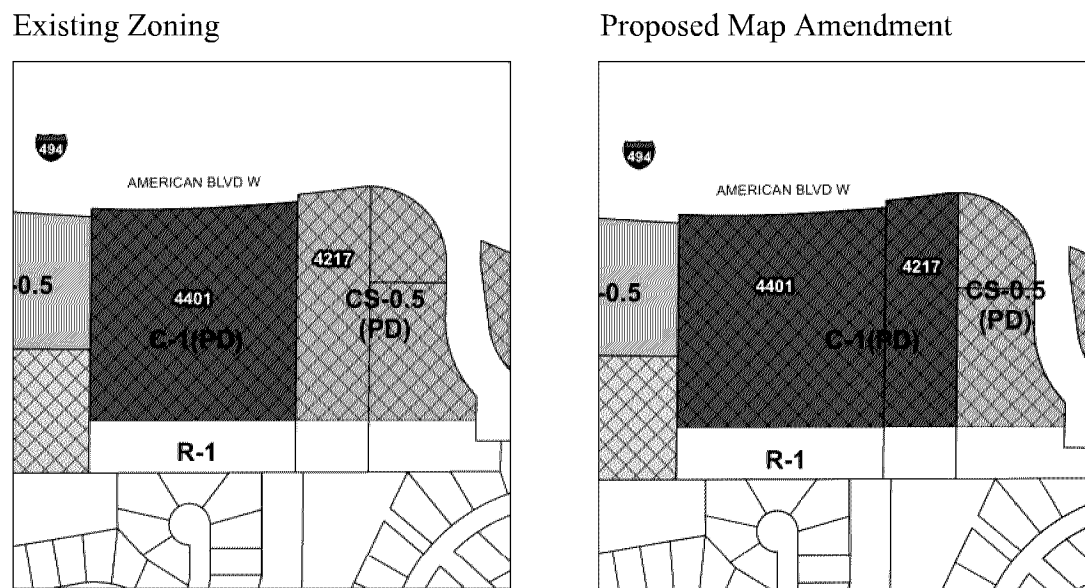 Existing Zoning
Proposed Map Amendment
494
AMERICAN BLVD W
4217
-0.5
4401
CS-0.5
(PD)
C-1(PD)
R-1
494
AMERICAN BLVD W
4217
4401
-0.5
CS-0.5
(PD)
C-1(PD)
R-1